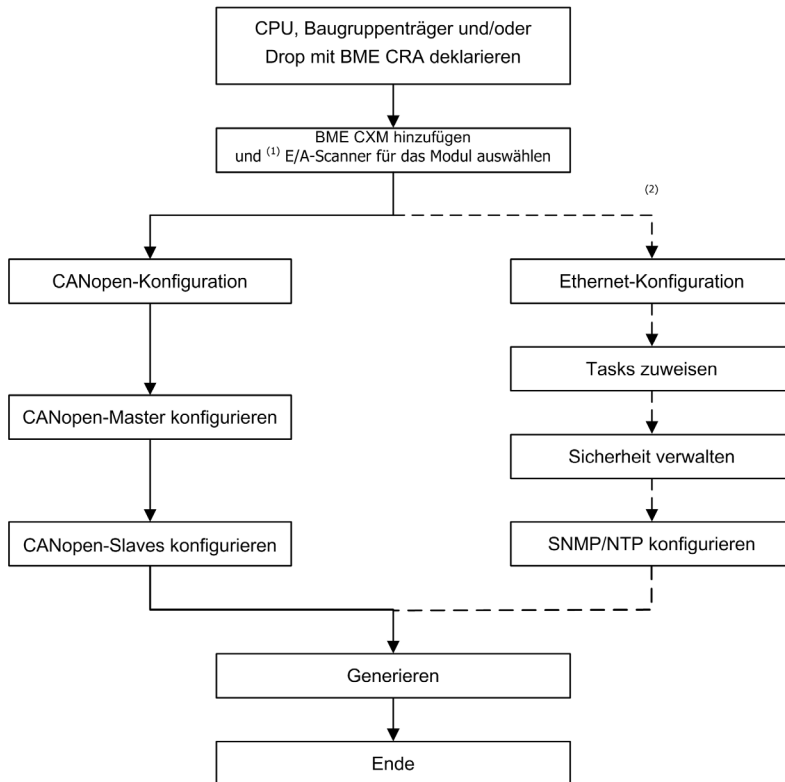 CPU, Baugruppenträger und/oder
Drop mit BME CRA deklarieren
BME CXM hinzufügen
und (1) E/A-Scanner für das Modul auswählen
(2)
CANopen-Konfiguration
Ethernet-Konfiguration
Tasks zuweisen
CANopen-Master konfigurieren
Sicherheit verwalten
CANopen-Slaves konfigurieren
SNMP/NTP konfigurieren
Generieren
Ende